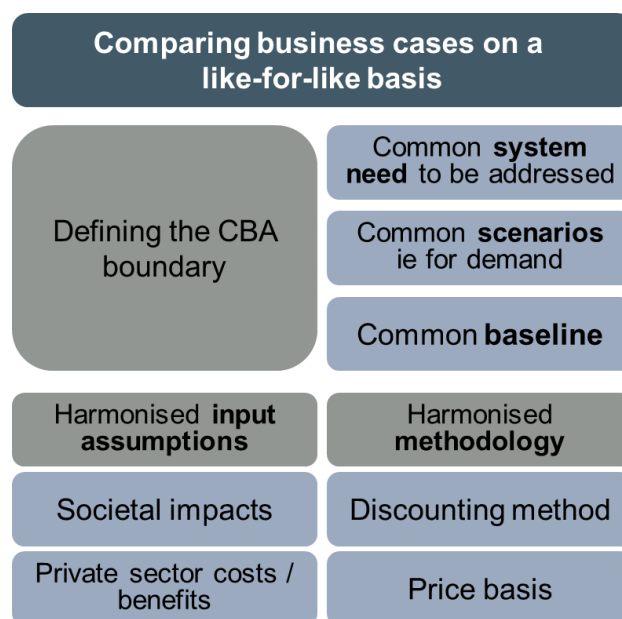 Comparing business cases on a
like-for-like basis
Defining the CBA
boundary
Common system
need to be addressed
Common scenarios
ie for demand
Common baseline
Harmonised input
assumptions
Harmonised
methodology
Societal impacts
Discounting method
Private sector costs /
benefits
Price basis